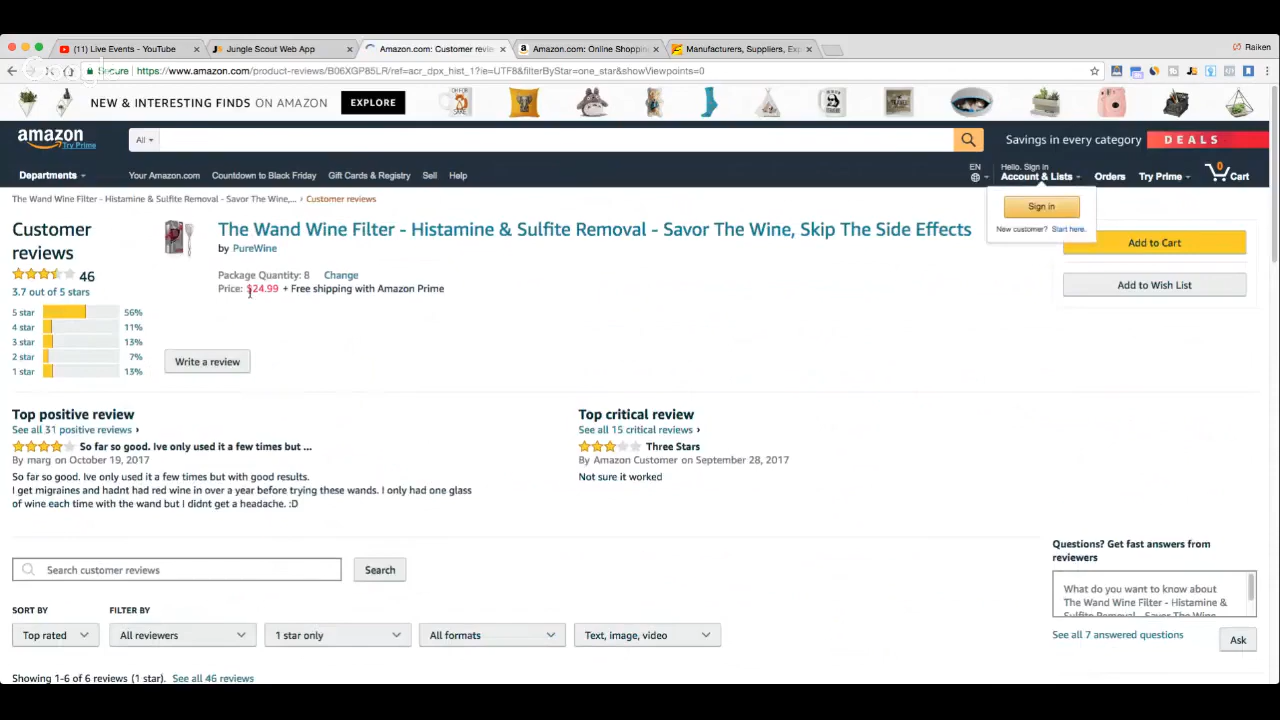 (11) Live Events - YouTube
Jungle Scout Web App
Amazon.com: Customer revie
Amazon.com: Online Shoppin
Manufacturers, Suppliers, Exp
Raiken
Secure
https://www.amazon.com/product-reviews/B06XGP85LR/ref=acr_dpx_hist_1?ie=UTF8&filterByStar=one_star&showViewpoints=0
NEW & INTERESTING FINDS ON AMAZON
EXPLORE
amazon
Try Prime
All
Savings in every category
DEALS
Departments
Your Amazon.com
Countdown to Black Friday
Gift Cards & Registry
Sell
Help
EN
Hello. Sign in
Account & Lists
Orders
Try Prime
0
Cart
The Wand Wine Filter - Histamine & Sulfite Removal - Savor The Wine,... › Customer reviews
Sign in
New customer? Start here.
Customer
reviews
46
3.7 out of 5 stars
5 star 56%
4 star 11%
3 star 13%
2 star 7%
1 star 13%
The Wand Wine Filter - Histamine & Sulfite Removal - Savor The Wine, Skip The Side Effects
by PureWine
Package Quantity: 8 Change
Price: $24.99 + Free shipping with Amazon Prime
Write a review
Add to Cart
Add to Wish List
Top positive review
See all 31 positive reviews ›
So far so good. Ive only used it a few times but ...
By marg on October 19, 2017
So far so good. Ive only used it a few times but with good results.
I get migraines and hadnt had red wine in over a year before trying these wands. I only had one glass
of wine each time with the wand but I didnt get a headache. :D
Top critical review
See all 15 critical reviews ›
Three Stars
By Amazon Customer on September 28, 2017
Not sure it worked
Search customer reviews
Search
Questions? Get fast answers from
reviewers
What do you want to know about
The Wand Wine Filter - Histamine &
Sulfite Removal - Savor The Wine
See all 7 answered questions
Ask
SORT BY
FILTER BY
Top rated
All reviewers
1 star only
All formats
Text, image, video
Showing 1-6 of 6 reviews (1 star). See all 46 reviews